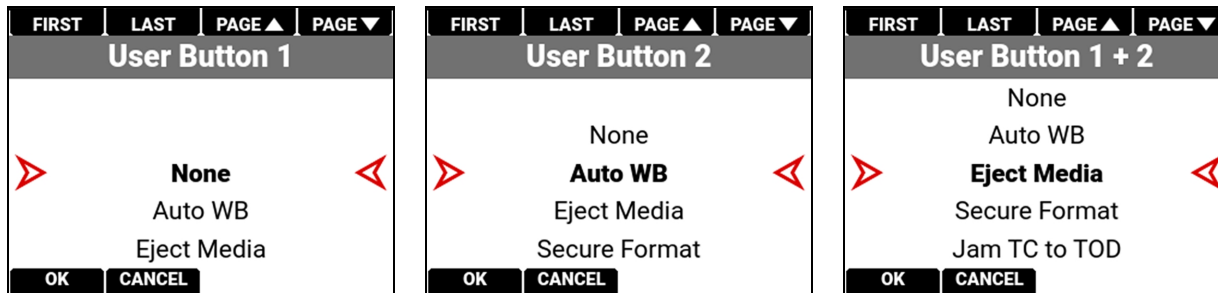 FIRST LAST PAGE▲ PAGE▼
User Button 1
None
Auto WB
Eject Media
OK CANCEL
FIRST LAST PAGE▲ PAGE▼
User Button 2
None
Auto WB
Eject Media
Secure Format
OK CANCEL
FIRST LAST PAGE▲ PAGE▼
User Button 1 + 2
None
Auto WB
Eject Media
Secure Format
Jam TC to TOD
OK CANCEL